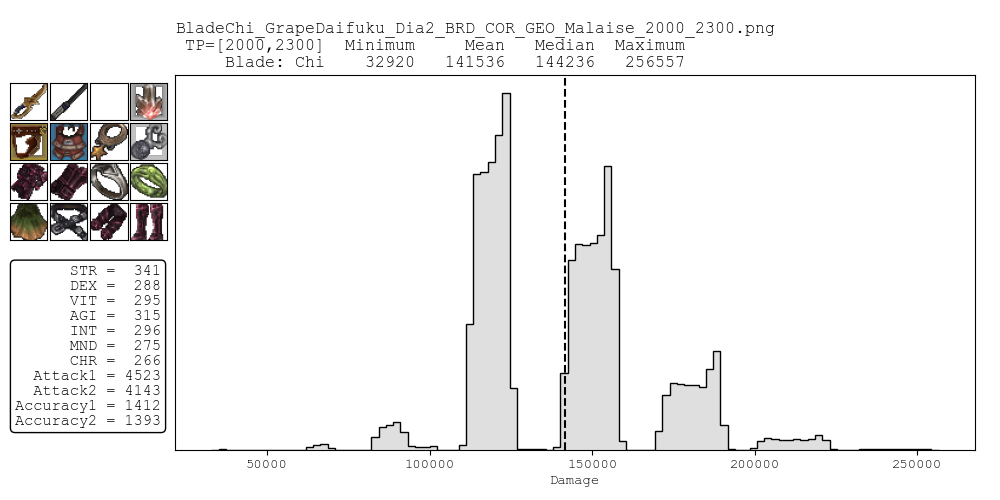 BladeChi_GrapeDaifuku_Dia2_BRD_COR_GEO_Malaise_2000_2300.png
TP=[2000,2300] Minimum Mean Median Maximum
Blade: Chi 32920 141536 144236 256557
STR = 341
DEX = 288
VIT = 295
AGI = 315
INT = 296
MND = 275
CHR = 266
Attack1 = 4523
Attack2 = 4143
Accuracy1 = 1412
Accuracy2 = 1393
50000 100000 150000 200000 250000
Damage